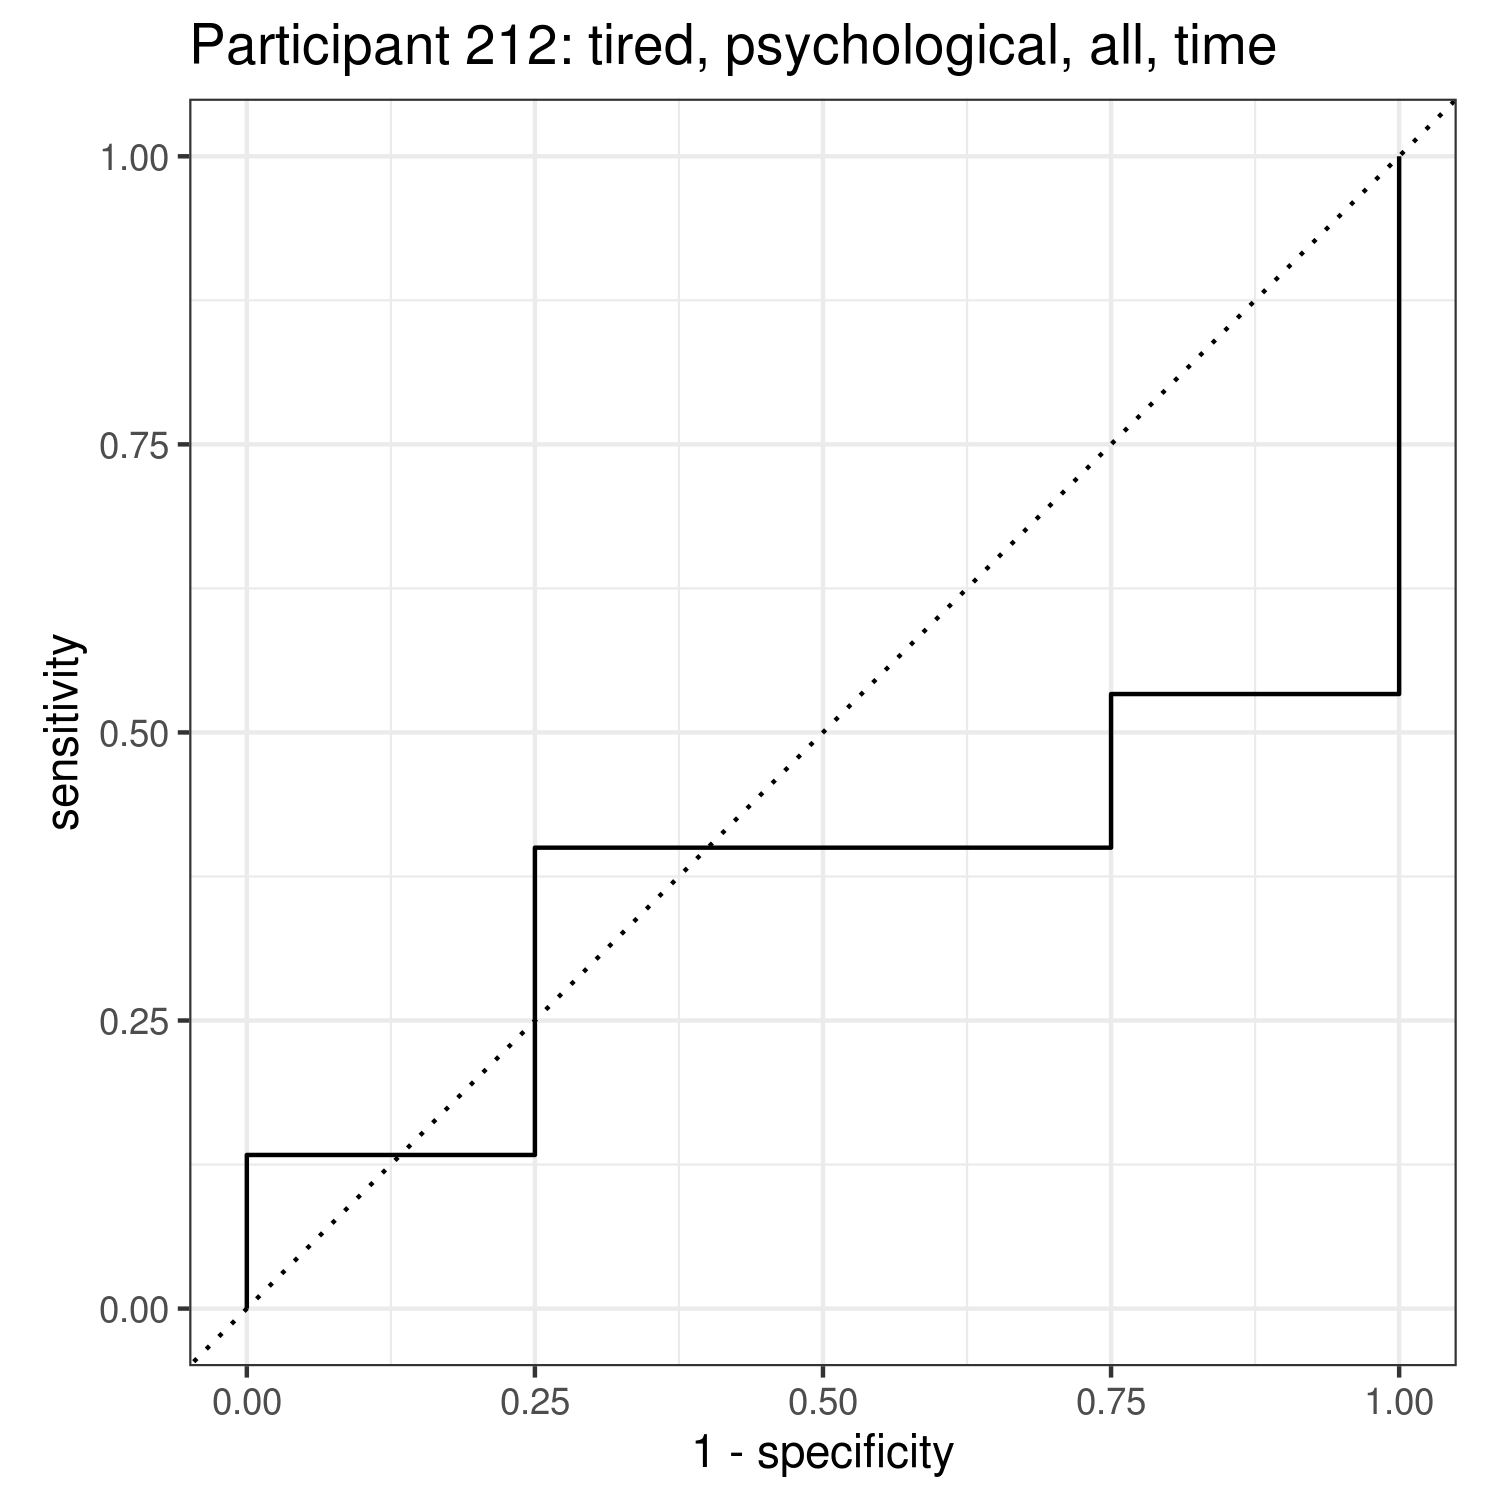 Participant 212: tired, psychological, all, time
1.00
0.75
0.50
0.25
0.00
sensitivity
0.00 0.25 0.50 0.75 1.00
1 - specificity